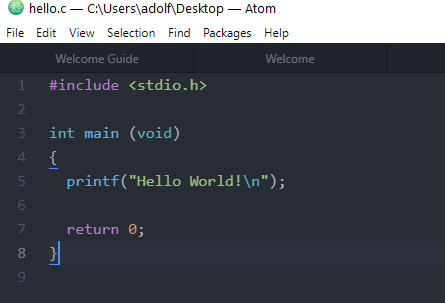 hello.c — C:\Users\adolf\Desktop — Atom
File Edit View Selection Find Packages Help
Welcome Guide Welcome
1 #include <stdio.h>
2
3 int main (void)
4 {
5 printf("Hello World!\n");
6
7 return 0;
8 }
9